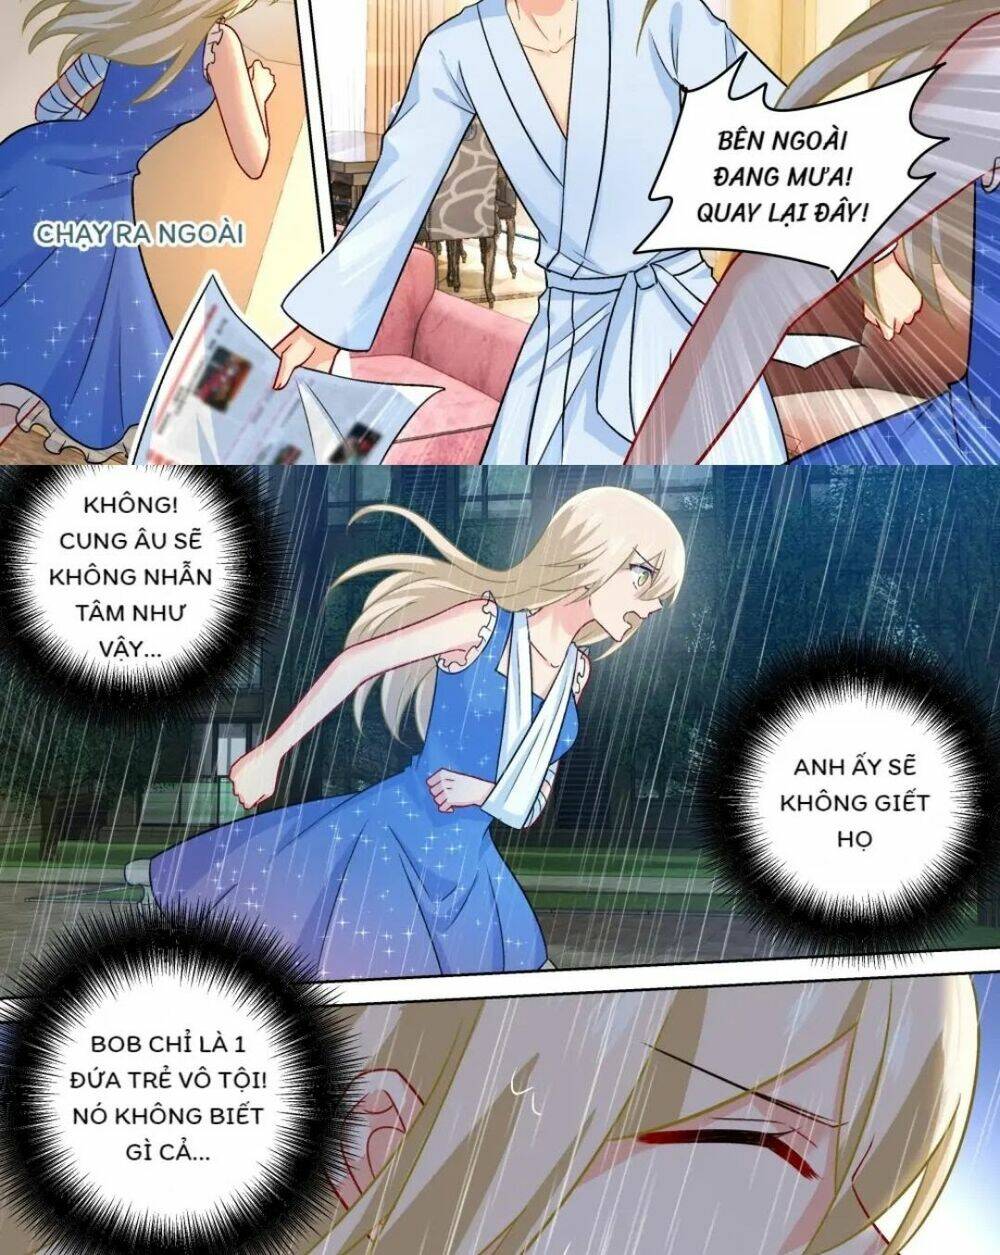 BÊN NGOÀI
ĐANG MƯA!
QUAY LẠI ĐÂY!
CHẠY RA NGOÀI
KHÔNG!
CUNG ÂU SẼ
KHÔNG NHẪN
TÂM NHƯ
VẬY...
ANH ẤY SẼ
KHÔNG GIẾT
HỌ
BOB CHỈ LÀ 1
ĐỨA TRẺ VÔ TỘI!
NÓ KHÔNG BIẾT
GÌ CẢ...